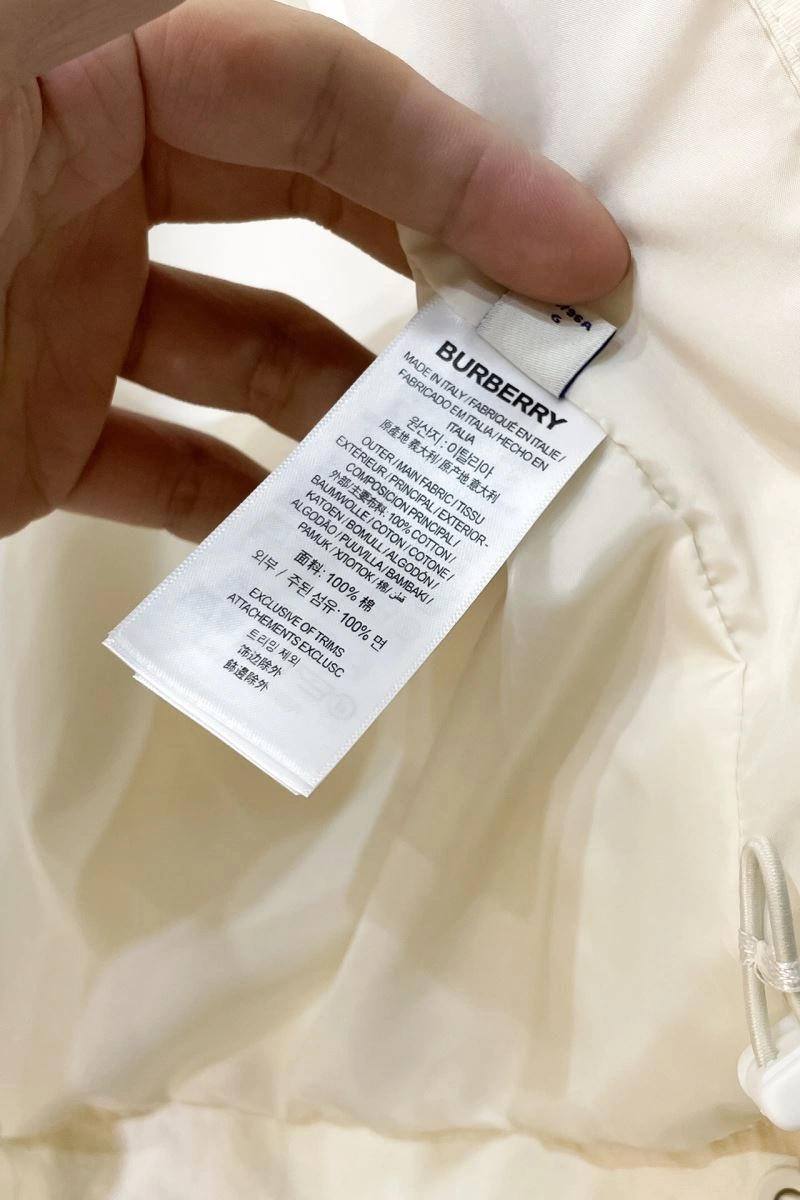 796A
G
BURBERRY
MADE IN ITALY / FABRIQUÉ EN ITALIE /
FABRICADO EM ITALIA / HECHO EN
ITALIA
원산지 : 이탈리아
原產地 義大利 / 原产地 意大利
OUTER / MAIN FABRIC / TISSU
EXTERIEUR / PRINCIPAL / EXTERIOR -
COMPOSICION PRINCIPAL /
外部/主要布料: 100% COTTON /
BAUMWOLLE / COTON / COTONE /
KATOEN / BOMULL / ALGODÓN /
ALGODÃO / PUUVILLA / BAMBAKI /
PAMUK / ХЛОПОК / 棉/ قطن
面料: 100% 棉
외부 / 주된 섬유 · 100% 면
EXCLUSIVE OF TRIMS
ATTACHEMENTS EXCLUSC
트리밍 제외
饰边除外
飾邊除外